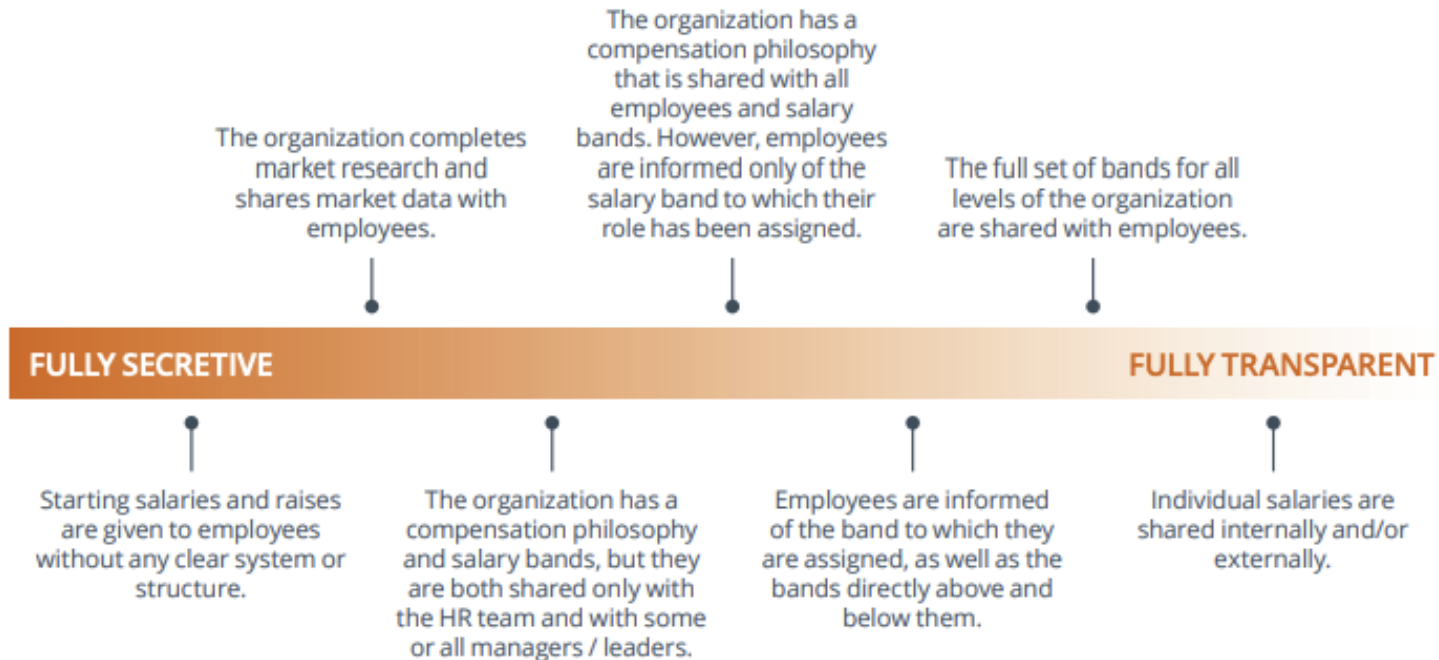 The organization has a
compensation philosophy
that is shared with all
employees and salary
bands. However, employees
are informed only of the
salary band to which their
role has been assigned.
The organization completes
market research and
shares market data with
employees.
The full set of bands for all
levels of the organization
are shared with employees.
FULLY SECRETIVE
FULLY TRANSPARENT
Starting salaries and raises
are given to employees
without any clear system or
structure.
The organization has a
compensation philosophy
and salary bands, but they
are both shared only with
the HR team and with some
or all managers / leaders.
Employees are informed
of the band to which they
are assigned, as well as the
bands directly above and
below them.
Individual salaries are
shared internally and/or
externally.